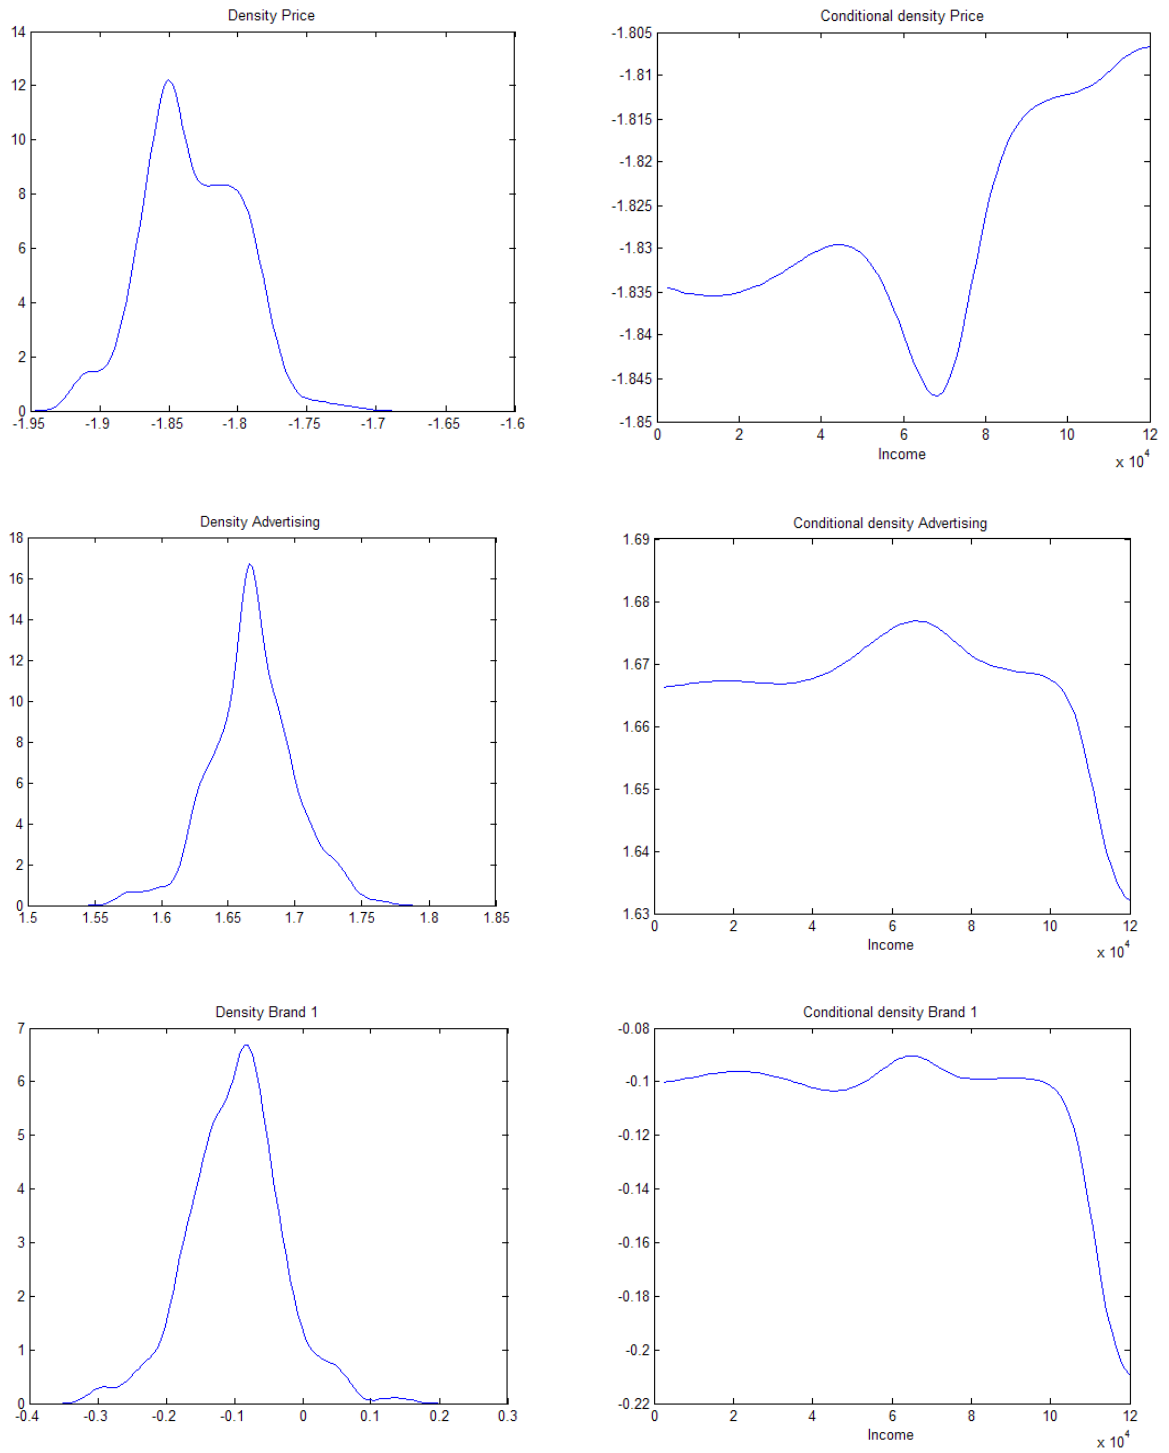 Density Price
14
12
10
8
6
4
2
0
-1.95 -1.9 -1.85 -1.8 -1.75 -1.7 -1.65 -1.6
Conditional density Price
-1.805
-1.81
-1.815
-1.82
-1.825
-1.83
-1.835
-1.84
-1.845
-1.85
0 2 4 6 8 10 12
Income
x 10^4
Density Advertising
18
16
14
12
10
8
6
4
2
0
1.5 1.55 1.6 1.65 1.7 1.75 1.8 1.85
Conditional density Advertising
1.69
1.68
1.67
1.66
1.65
1.64
1.63
0 2 4 6 8 10 12
Income
x 10^4
Density Brand 1
7
6
5
4
3
2
1
0
-0.4 -0.3 -0.2 -0.1 0 0.1 0.2 0.3
Conditional density Brand 1
-0.08
-0.1
-0.12
-0.14
-0.16
-0.18
-0.2
-0.22
0 2 4 6 8 10 12
Income
x 10^4